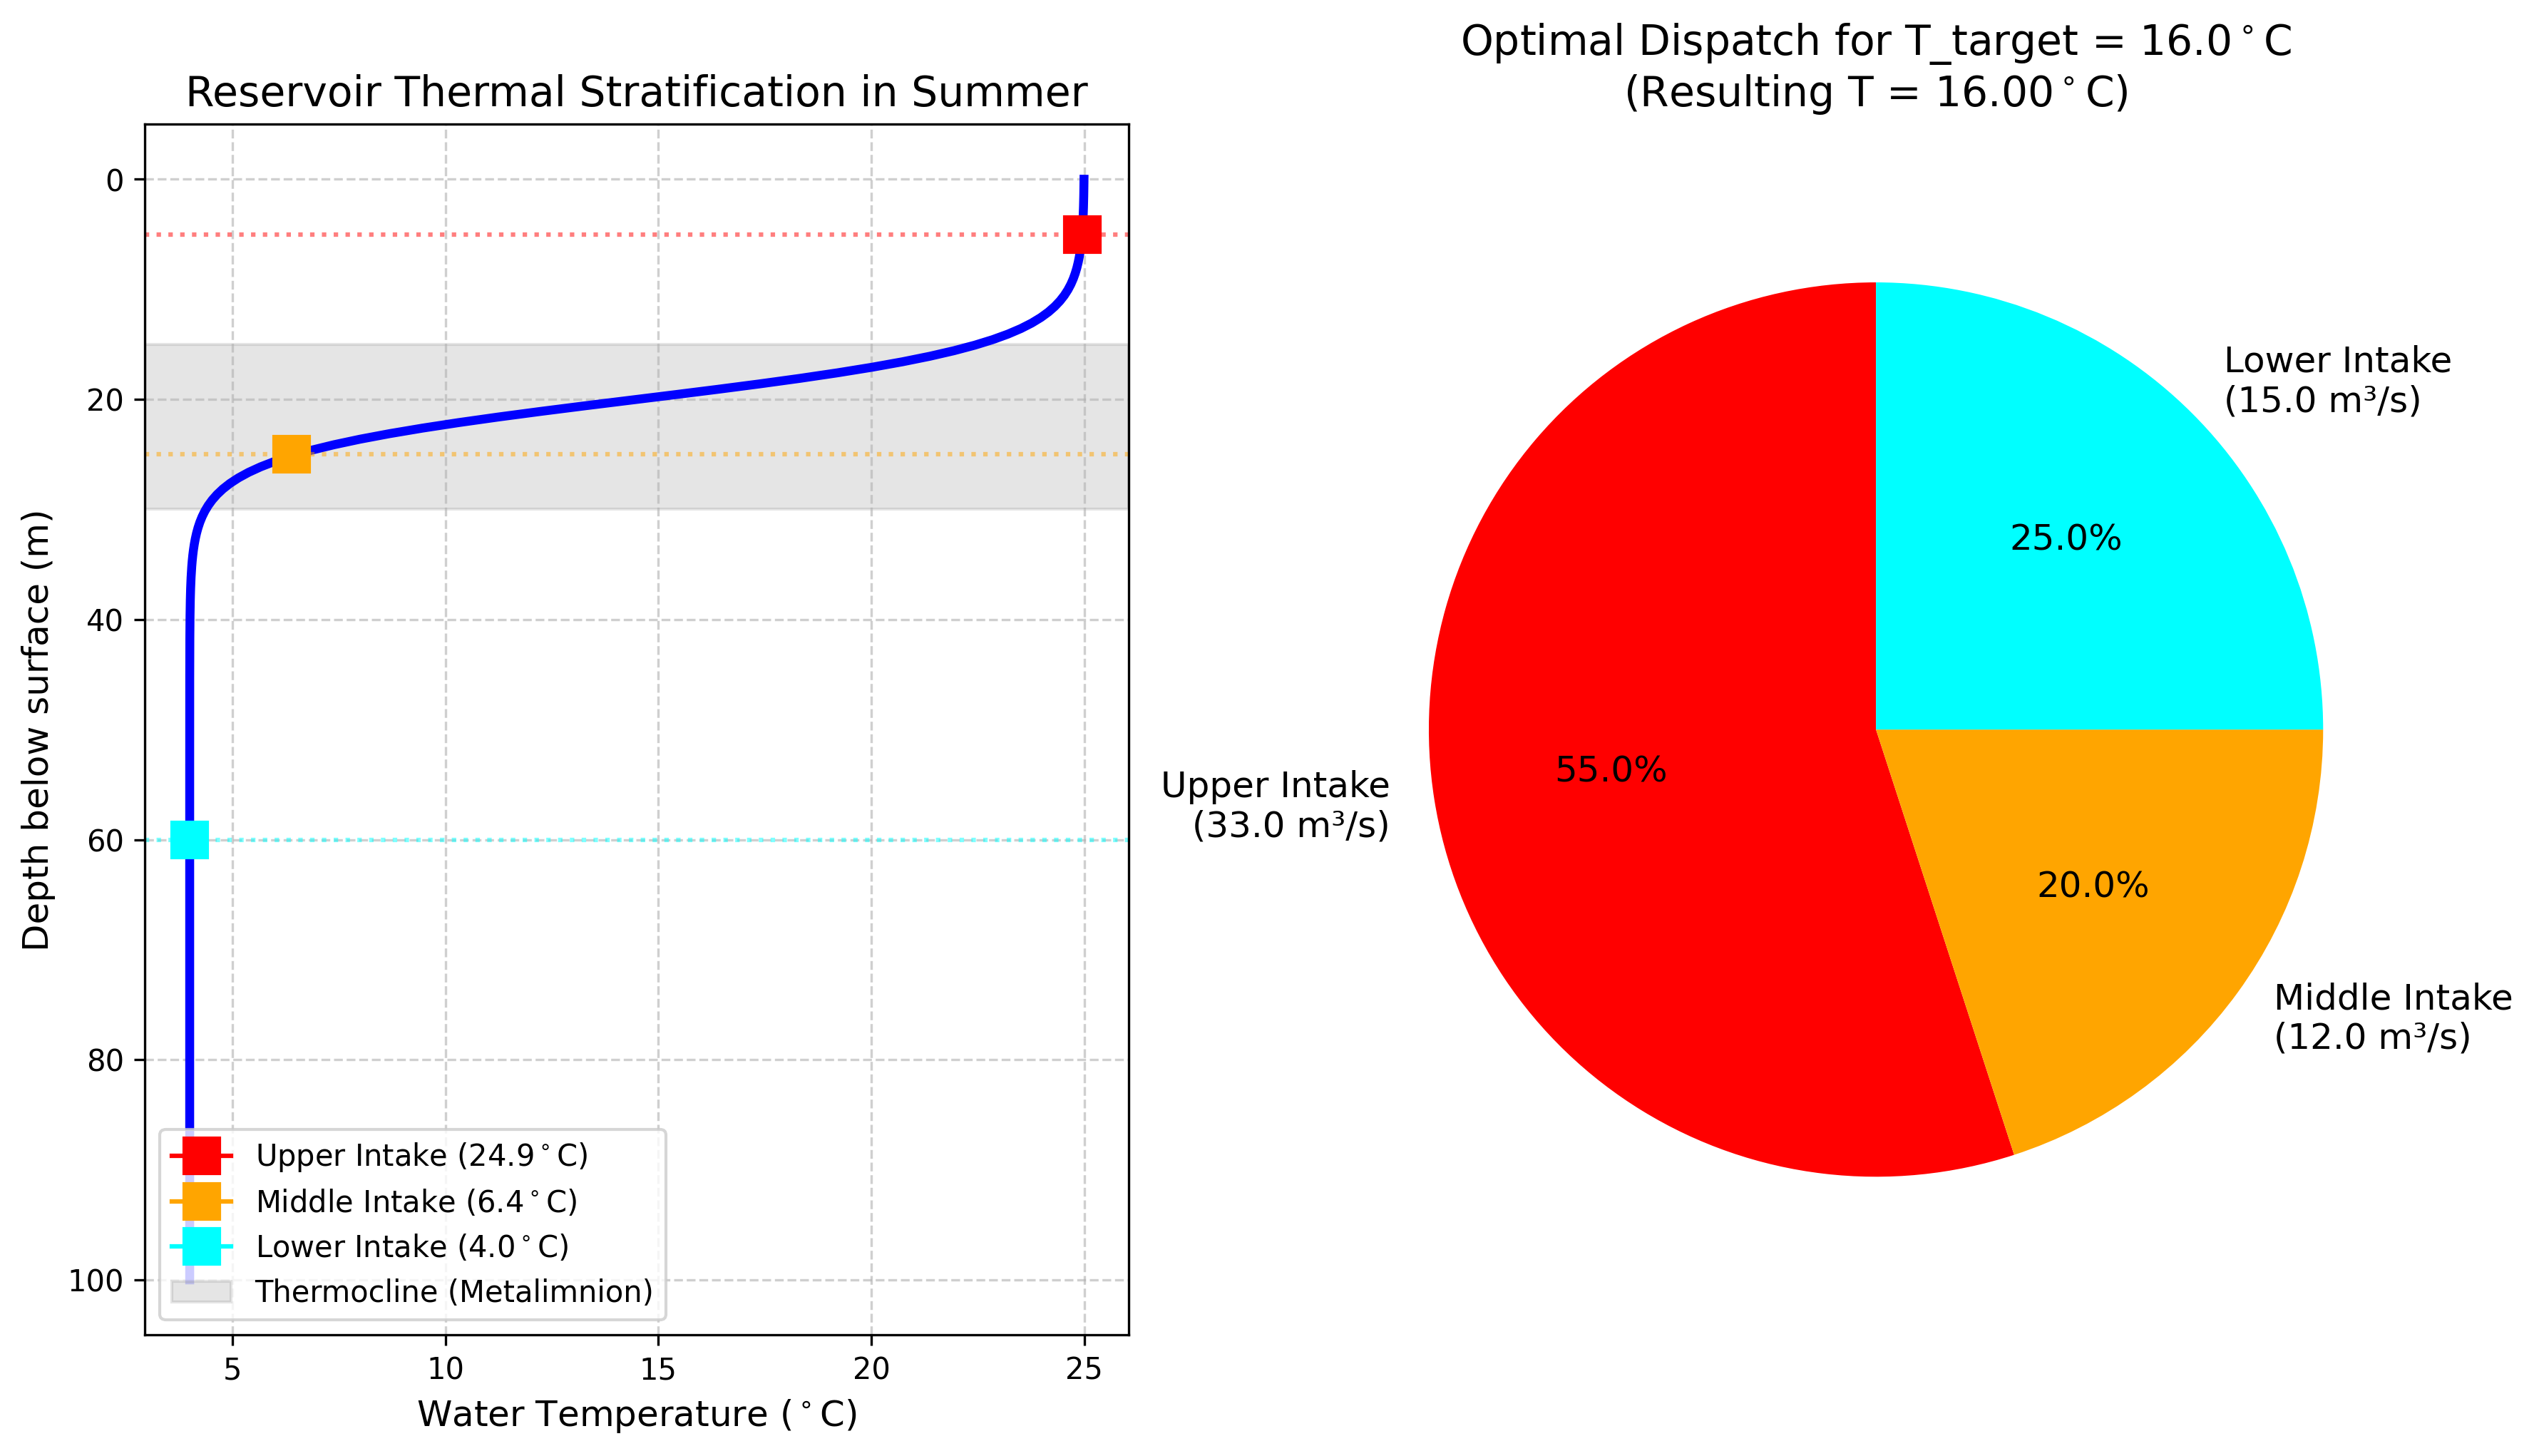 Reservoir Thermal Stratification in Summer
0
20
40
60
80
100
Depth below surface (m)
5
10
15
20
25
Water Temperature (°C)
Upper Intake (24.9°C)
Middle Intake (6.4°C)
Lower Intake (4.0°C)
Thermocline (Metalimnion)
Optimal Dispatch for T_target = 16.0°C
(Resulting T = 16.00°C)
Lower Intake
(15.0 m³/s)
25.0%
55.0%
Upper Intake
(33.0 m³/s)
20.0%
Middle Intake
(12.0 m³/s)